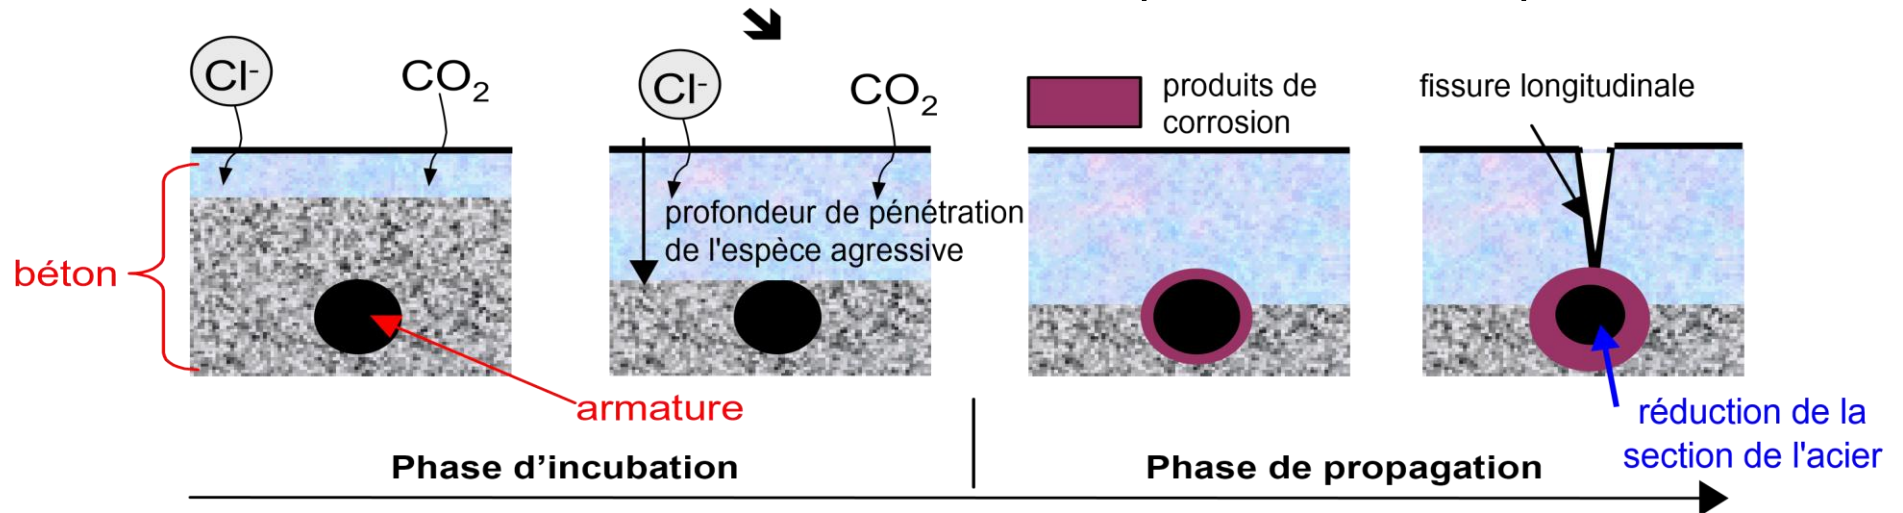 Cl-
CO2
Cl-
CO2
produits de
corrosion
fissure longitudinale
profondeur de pénétration
de l'espèce agressive
béton
armature
réduction de la
section de l'acier
Phase d'incubation
Phase de propagation